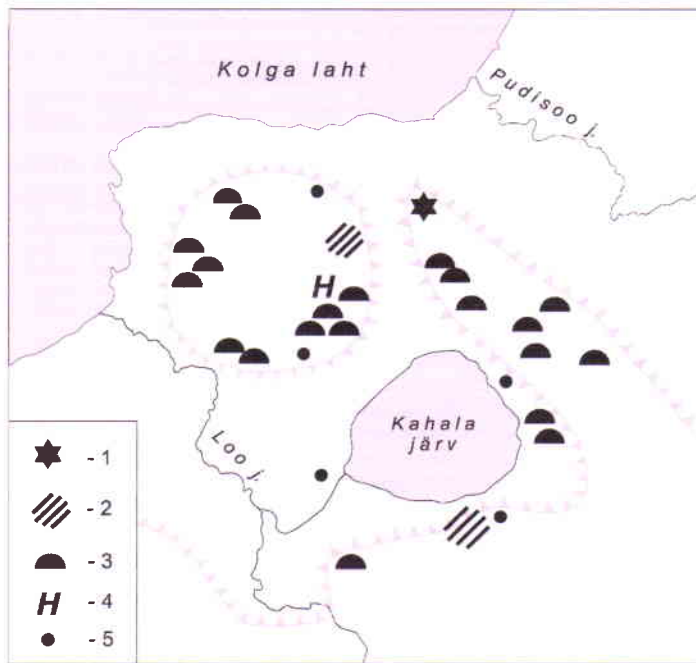 Kolga laht
Pudisoo j.
H
Kahala
järv
Loo j.
- 1
- 2
- 3
H - 4
- 5